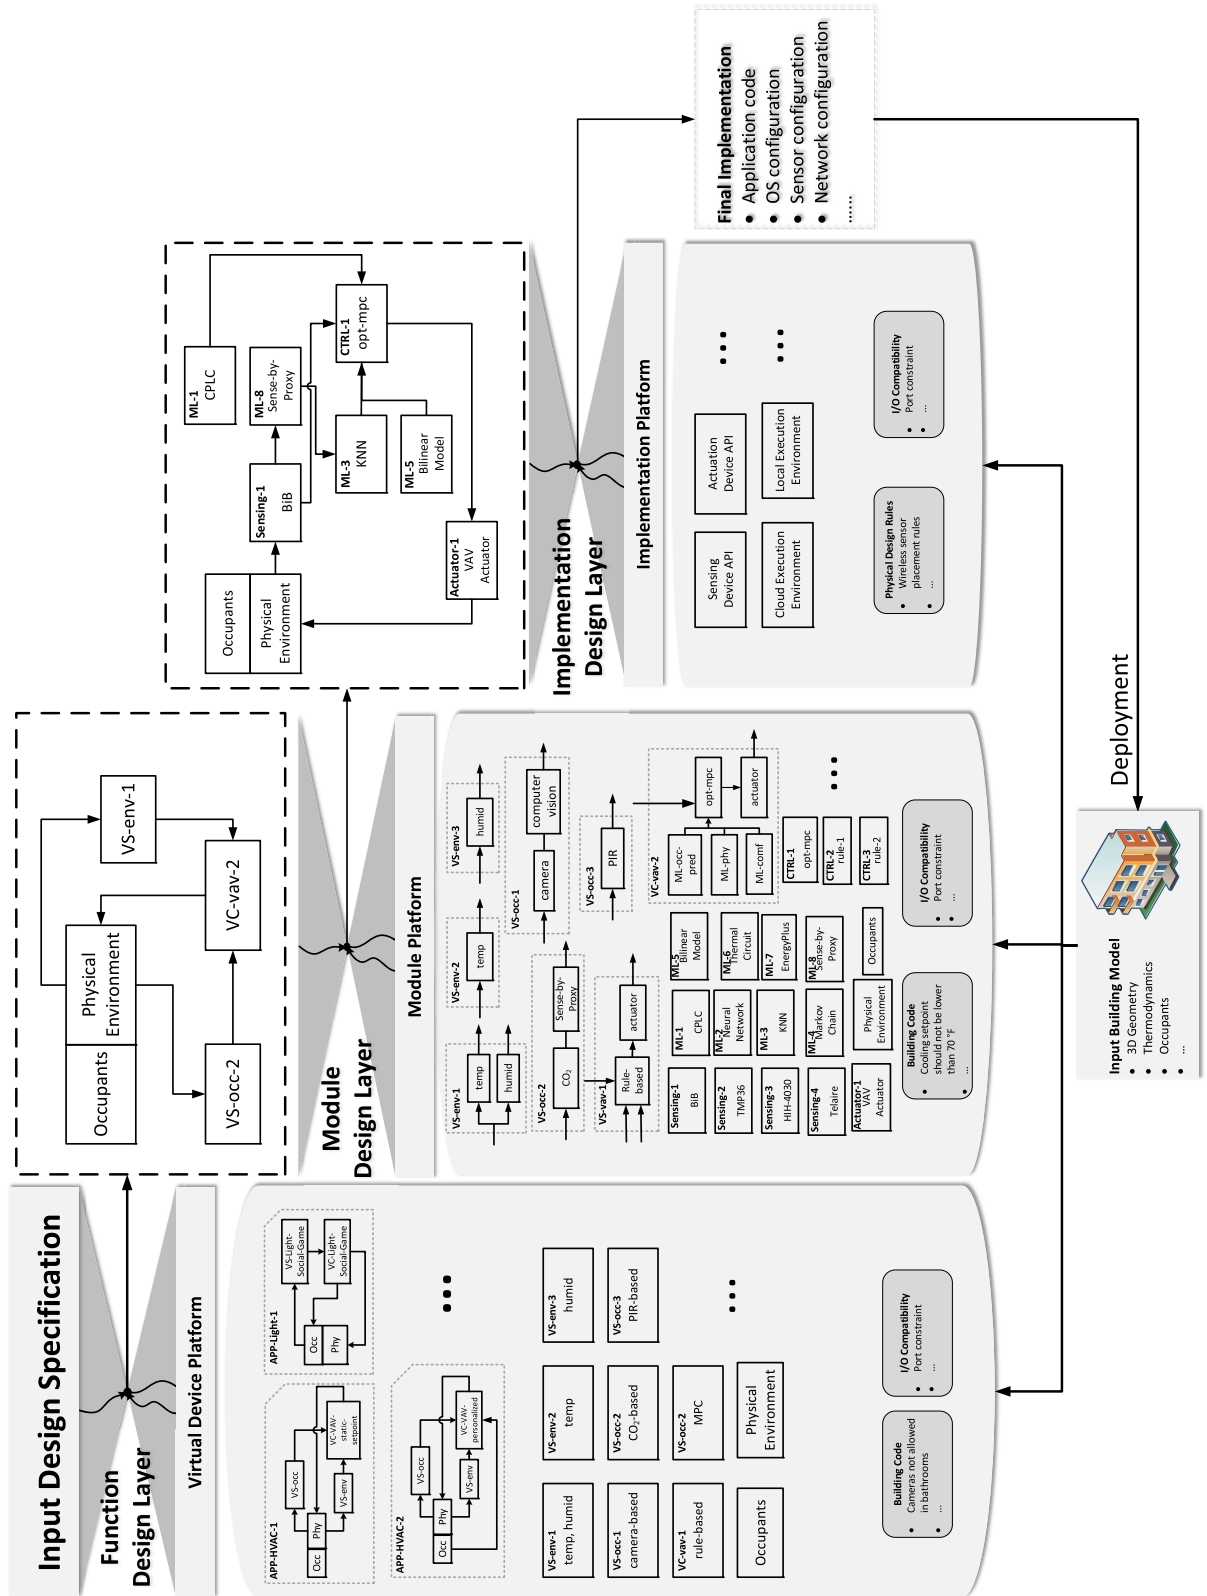 Input Design Specification
Function
Design Layer
Virtual Device Platform
APP-HVAC-1
Occ
Phy
VS-occ
VS-env
VC-VAV-
static-
setpoint
APP-Light-1
Occ
Phy
VS-Light-
Social-Game
VC-Light-
Social-Game
APP-HVAC-2
Occ
Phy
VS-occ
VS-env
VC-VAV-
personalized
VS-env-1
temp, humid
VS-env-2
temp
VS-env-3
humid
VS-occ-1
camera-based
VS-occ-2
CO2-based
VS-occ-3
PIR-based
VC-vav-1
rule-based
VS-occ-2
MPC
Occupants
Physical
Environment
Building Code
• Cameras not allowed
in bathrooms
• ...
I/O Compatibility
• Port constraint
• ...
Occupants
Physical
Environment
VS-env-1
VS-occ-2
VC-vav-2
Module
Design Layer
Module Platform
VS-env-1
temp
humid
VS-env-2
temp
VS-env-3
humid
VS-occ-2
CO2
Sense-by-
Proxy
VS-occ-1
camera
computer
vision
VS-vav-1
Rule-
based
actuator
VS-occ-3
PIR
VC-vav-2
ML-occ-
pred
ML-phy
ML-comf
opt-mpc
actuator
Sensing-1
BiB
Sensing-2
TMP36
Sensing-3
HIH-4030
Sensing-4
Telaire
Actuator-1
VAV
Actuator
ML-1
CPLC
ML-2
Neural
Network
ML-3
KNN
ML-4
Markov
Chain
Physical
Environment
ML-5
Bilinear
Model
ML-6
Thermal
Circuit
ML-7
EnergyPlus
ML-8
Sense-by-
Proxy
Occupants
CTRL-1
opt-mpc
CTRL-2
rule-1
CTRL-3
rule-2
Building Code
• Cooling setpoint
should not be lower
than 70 °F
• ...
I/O Compatibility
• Port constraint
• ...
Occupants
Physical
Environment
Sensing-1
BiB
ML-8
Sense-by-
Proxy
ML-1
CPLC
ML-3
KNN
ML-5
Bilinear
Model
CTRL-1
opt-mpc
Actuator-1
VAV
Actuator
Implementation
Design Layer
Implementation Platform
Sensing
Device API
Actuation
Device API
Cloud Execution
Environment
Local Execution
Environment
Physical Design Rules
• Wireless sensor
placement rules
• ...
I/O Compatibility
• Port constraint
• ...
Final Implementation
• Application code
• OS configuration
• Sensor configuration
• Network configuration
......
Deployment
Input Building Model
• 3D Geometry
• Thermodynamics
• Occupants
• ...